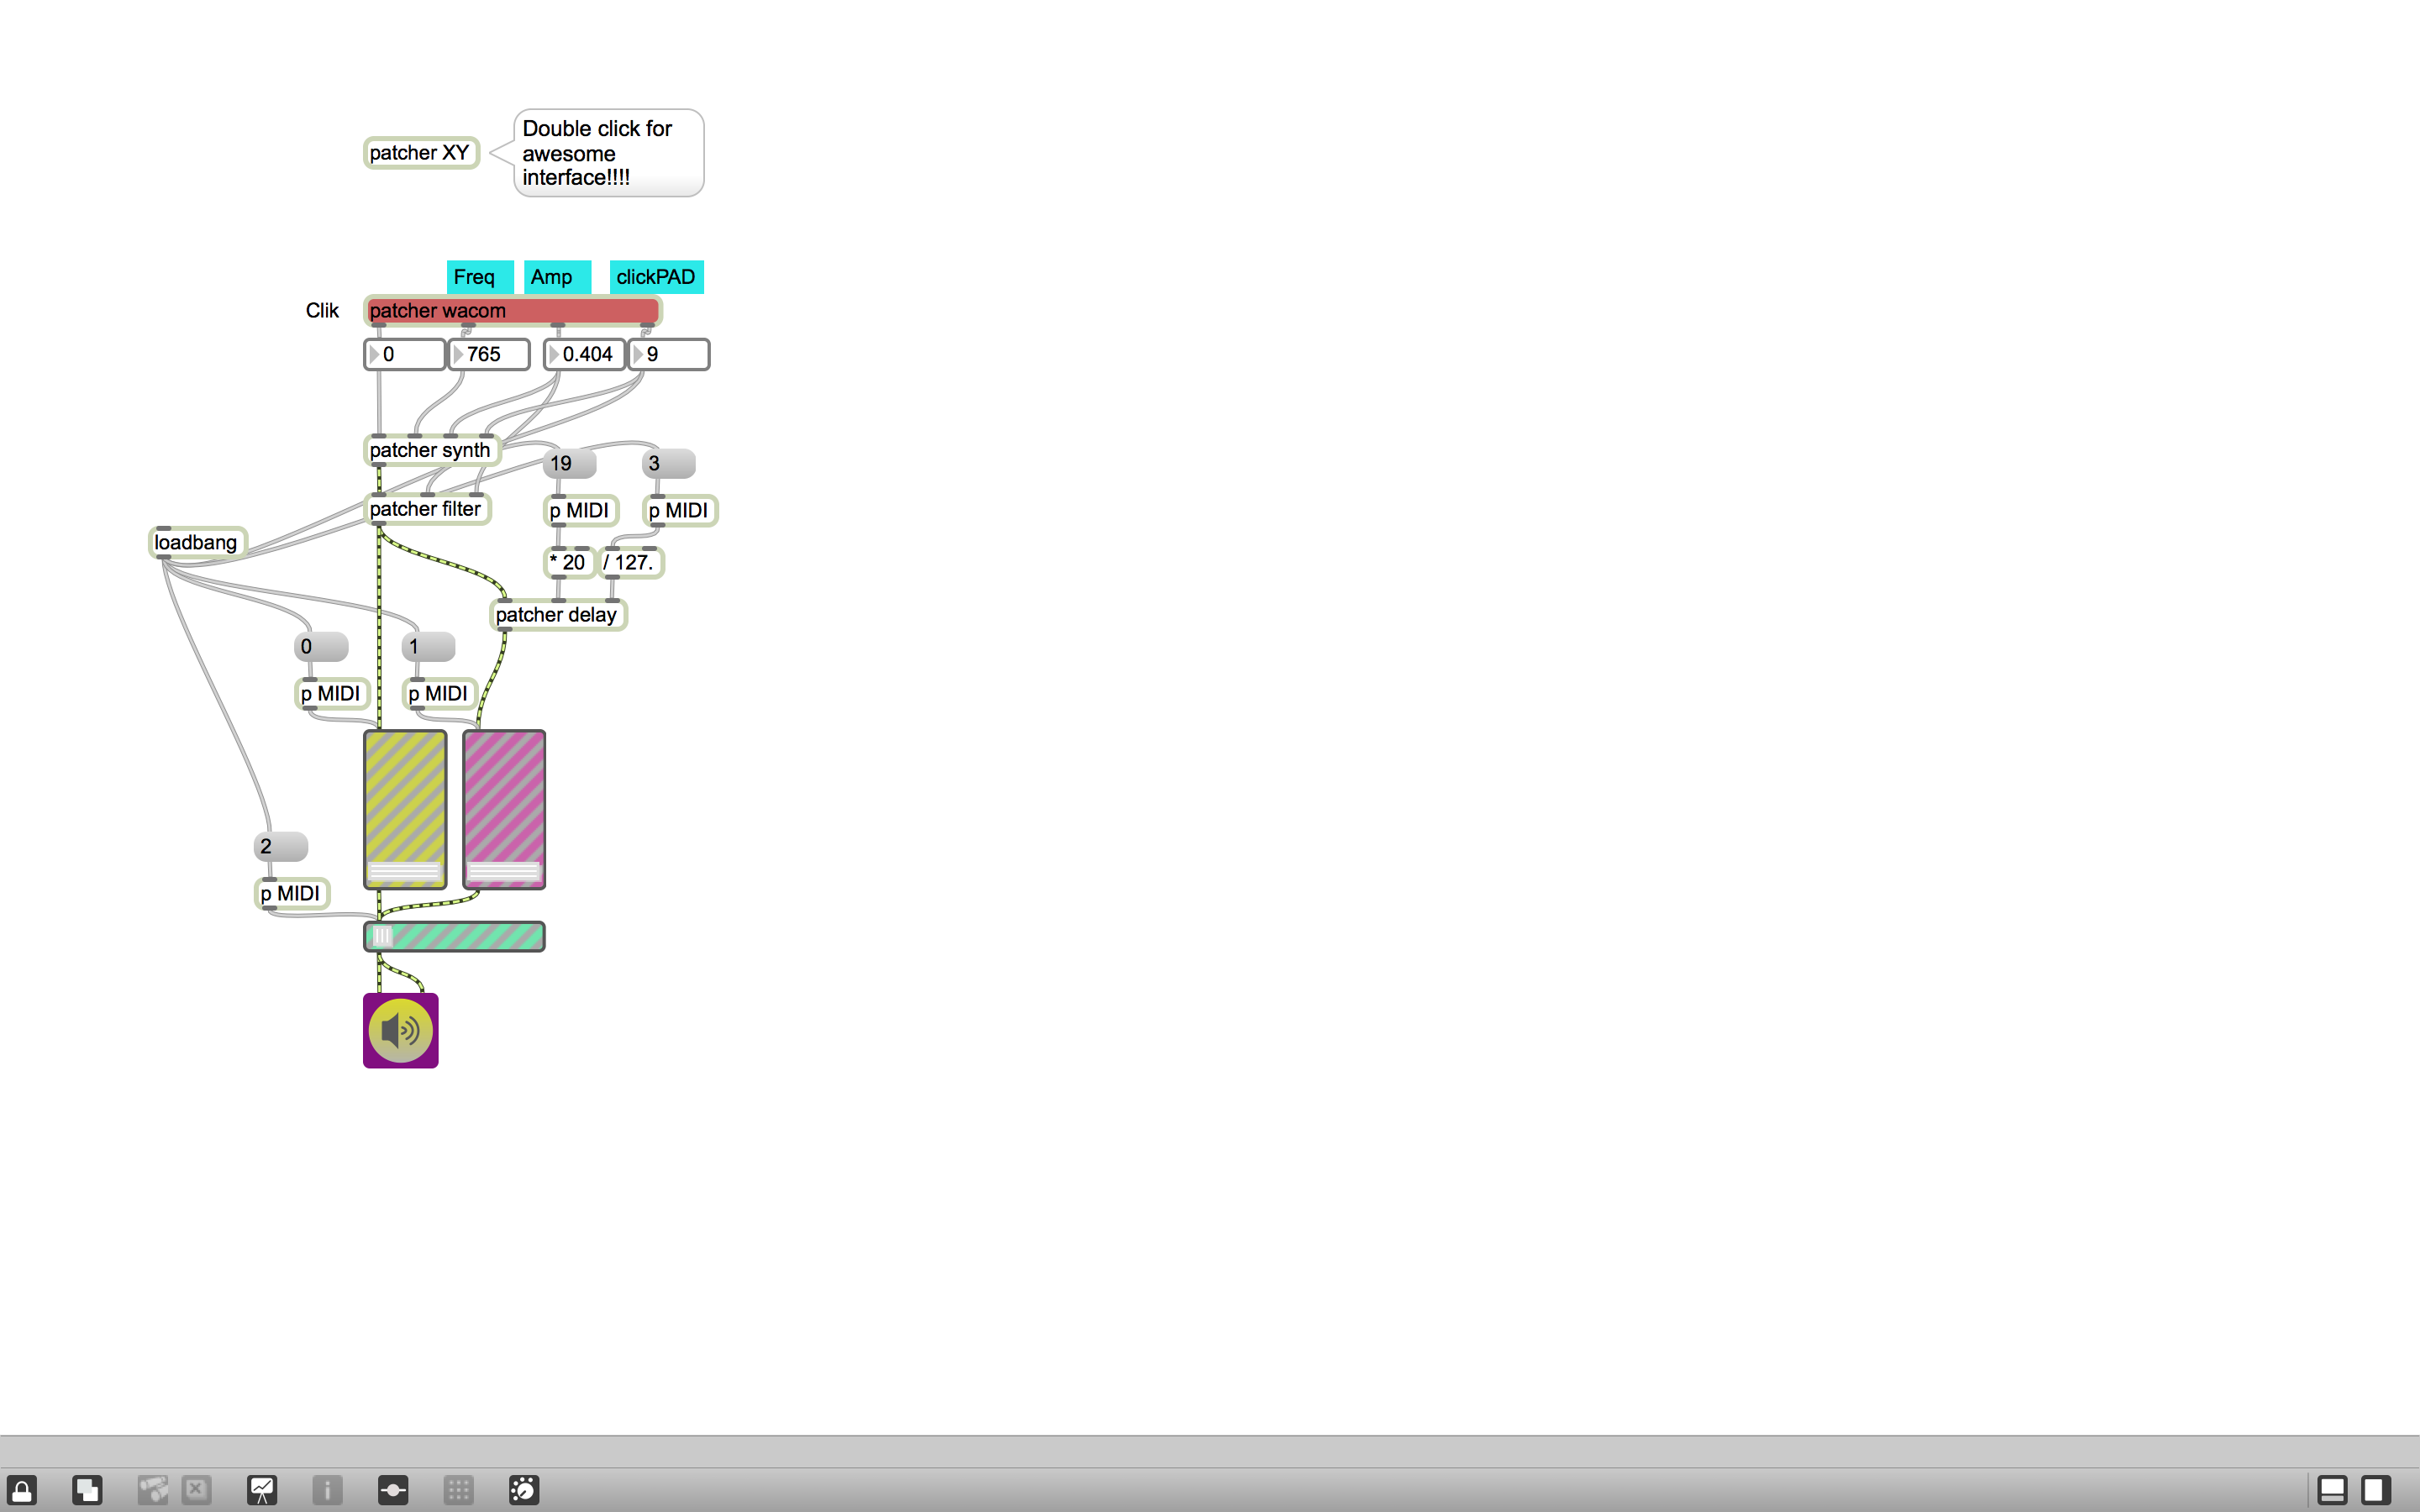 Double click for
awesome
interface!!!!
patcher XY
Freq
Amp
clickPAD
Clik
patcher wacom
0
765
0.404
9
patcher synth
19
3
patcher filter
p MIDI
p MIDI
loadbang
* 20
/ 127.
patcher delay
0
1
p MIDI
p MIDI
2
p MIDI